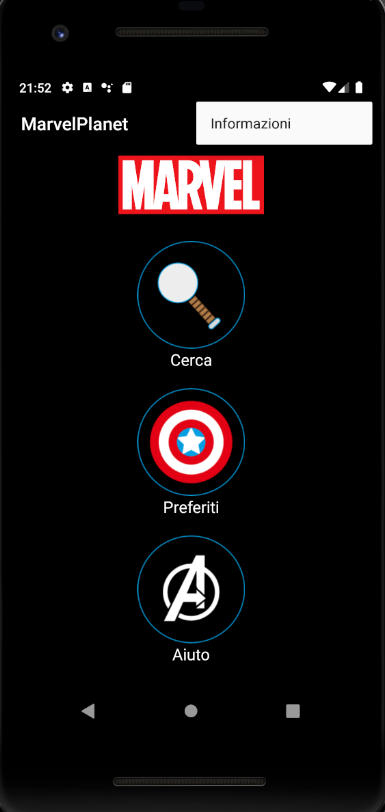 21:52
MarvelPlanet
Informazioni
MARVEL
Cerca
Preferiti
Aiuto